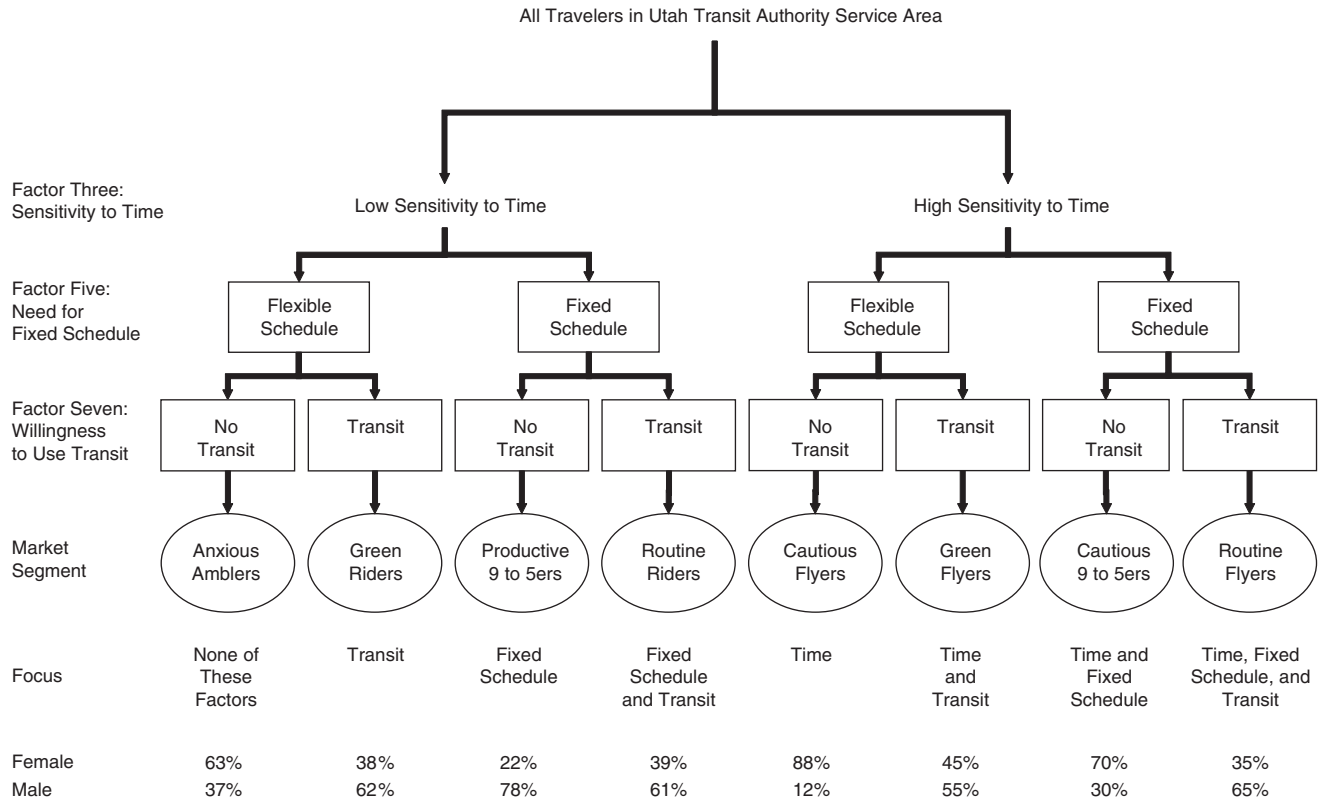 All Travelers in Utah Transit Authority Service Area
Factor Three:
Sensitivity to Time
Low Sensitivity to Time
High Sensitivity to Time
Factor Five:
Need for
Fixed Schedule
Flexible
Schedule
Fixed
Schedule
Flexible
Schedule
Fixed
Schedule
Factor Seven:
Willingness
to Use Transit
No
Transit
Transit
No
Transit
Transit
No
Transit
Transit
No
Transit
Transit
Market
Segment
Anxious
Amblers
Green
Riders
Productive
9 to 5ers
Routine
Riders
Cautious
Flyers
Green
Flyers
Cautious
9 to 5ers
Routine
Flyers
Focus
None of
These
Factors
Transit
Fixed
Schedule
Fixed
Schedule
and Transit
Time
Time
and
Transit
Time and
Fixed
Schedule
Time, Fixed
Schedule, and
Transit
Female 63% 38% 22% 39% 88% 45% 70% 35%
Male 37% 62% 78% 61% 12% 55% 30% 65%